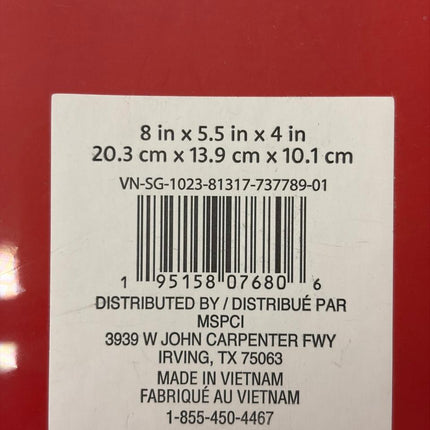 8 in x 5.5 in x 4 in
20.3 cm x 13.9 cm x 10.1 cm
VN-SG-1023-81317-737789-01
1 95158 07680 6
DISTRIBUTED BY / DISTRIBUÉ PAR
MSPCI
3939 W JOHN CARPENTER FWY
IRVING, TX 75063
MADE IN VIETNAM
FABRIQUÉ AU VIETNAM
1-855-450-4467